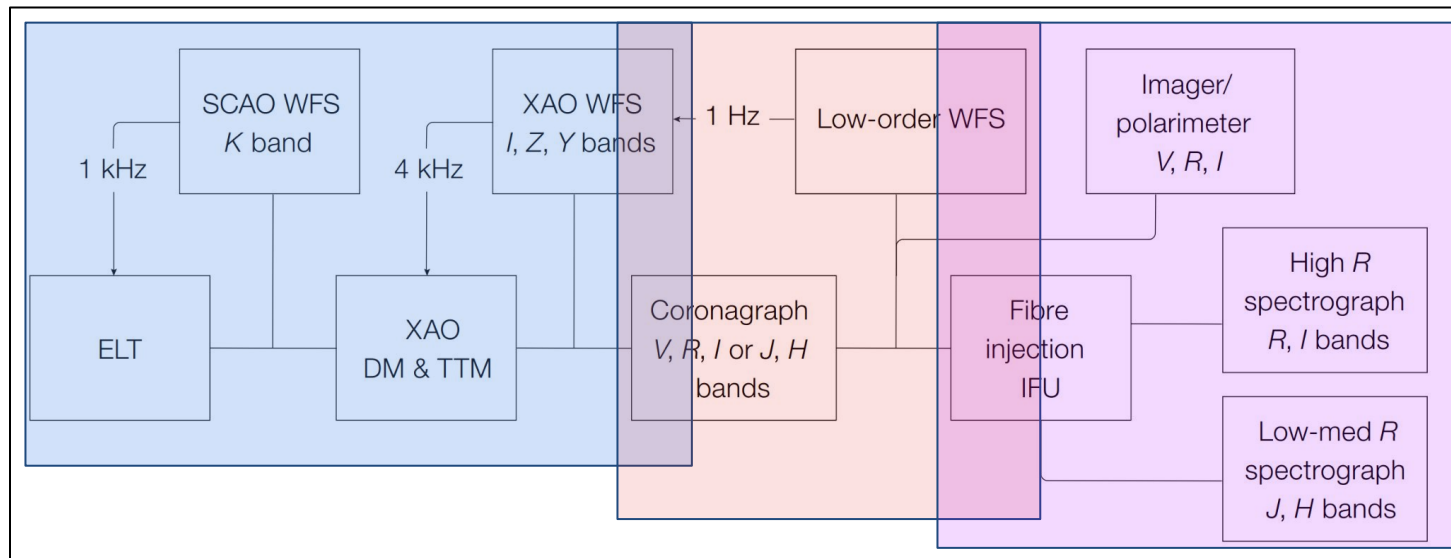 SCAO WFS
K band
XAO WFS
I, Z, Y bands
1 Hz
Low-order WFS
Imager/
polarimeter
V, R, I
1 kHz
4 kHz
ELT
XAO
DM & TTM
Coronagraph
V, R, I or J, H
bands
Fibre
injection
IFU
High R
spectrograph
R, I bands
Low-med R
spectrograph
J, H bands